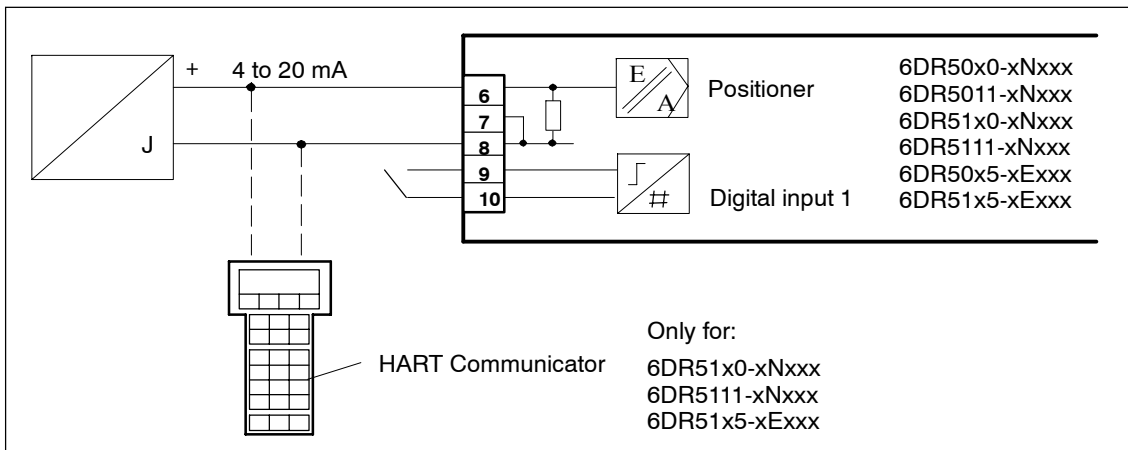 + 4 to 20 mA
J
6
7
8
9
10
E
A
Positioner
#
Digital input 1
6DR50x0-xNxxx
6DR5011-xNxxx
6DR51x0-xNxxx
6DR5111-xNxxx
6DR50x5-xExxx
6DR51x5-xExxx
HART Communicator
Only for:
6DR51x0-xNxxx
6DR5111-xNxxx
6DR51x5-xExxx